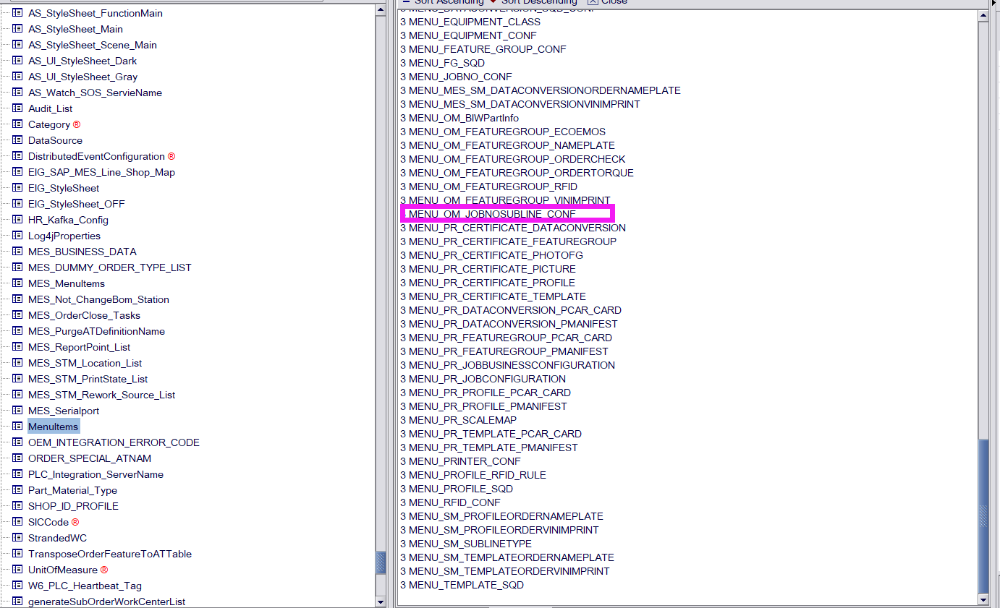 AS_StyleSheet_FunctionMain
AS_StyleSheet_Main
AS_StyleSheet_Scene_Main
AS_UI_StyleSheet_Dark
AS_UI_StyleSheet_Gray
AS_Watch_SOS_ServieName
Audit_List
Category ®
DataSource
DistributedEventConfiguration ®
EIG_SAP_MES_Line_Shop_Map
EIG_StyleSheet
EIG_StyleSheet_OFF
HR_Kafka_Config
Log4jProperties
MES_BUSINESS_DATA
MES_DUMMY_ORDER_TYPE_LIST
MES_MenuItems
MES_Not_ChangeBom_Station
MES_OrderClose_Tasks
MES_PurgeATDefinitionName
MES_ReportPoint_List
MES_STM_Location_List
MES_STM_PrintState_List
MES_STM_Rework_Source_List
MES_Serialport
MenuItems
OEM_INTEGRATION_ERROR_CODE
ORDER_SPECIAL_ATNAM
PLC_Integration_ServerName
Part_Material_Type
SHOP_ID_PROFILE
SICCode ®
StrandedWC
TransposeOrderFeatureToATTable
UnitOfMeasure ®
W6_PLC_Heartbeat_Tag
generateSubOrderWorkCenterList
Sort Ascending Sort Descending Close
3 MENU_DATACONVERSION_SQD_CONF
3 MENU_EQUIPMENT_CLASS
3 MENU_EQUIPMENT_CONF
3 MENU_FEATURE_GROUP_CONF
3 MENU_FG_SQD
3 MENU_JOBNO_CONF
3 MENU_MES_SM_DATACONVERSIONORDERNAMEPLATE
3 MENU_MES_SM_DATACONVERSIONVINIMPRINT
3 MENU_OM_BIWPartInfo
3 MENU_OM_FEATUREGROUP_ECOEMOS
3 MENU_OM_FEATUREGROUP_NAMEPLATE
3 MENU_OM_FEATUREGROUP_ORDERCHECK
3 MENU_OM_FEATUREGROUP_ORDERTORQUE
3 MENU_OM_FEATUREGROUP_RFID
3 MENU_OM_FEATUREGROUP_VINIMPRINT
MENU_OM_JOBNOSUBLINE_CONF
3 MENU_PR_CERTIFICATE_DATACONVERSION
3 MENU_PR_CERTIFICATE_FEATUREGROUP
3 MENU_PR_CERTIFICATE_PHOTOFG
3 MENU_PR_CERTIFICATE_PICTURE
3 MENU_PR_CERTIFICATE_PROFILE
3 MENU_PR_CERTIFICATE_TEMPLATE
3 MENU_PR_DATACONVERSION_PCAR_CARD
3 MENU_PR_DATACONVERSION_PMANIFEST
3 MENU_PR_FEATUREGROUP_PCAR_CARD
3 MENU_PR_FEATUREGROUP_PMANIFEST
3 MENU_PR_JOBBUSINESSCONFIGURATION
3 MENU_PR_JOBCONFIGURATION
3 MENU_PR_PROFILE_PCAR_CARD
3 MENU_PR_PROFILE_PMANIFEST
3 MENU_PR_SCALEMAP
3 MENU_PR_TEMPLATE_PCAR_CARD
3 MENU_PR_TEMPLATE_PMANIFEST
3 MENU_PRINTER_CONF
3 MENU_PROFILE_RFID_RULE
3 MENU_PROFILE_SQD
3 MENU_RFID_CONF
3 MENU_SM_PROFILEORDERNAMEPLATE
3 MENU_SM_PROFILEORDERVINIMPRINT
3 MENU_SM_SUBLINETYPE
3 MENU_SM_TEMPLATEORDERNAMEPLATE
3 MENU_SM_TEMPLATEORDERVINIMPRINT
3 MENU_TEMPLATE_SQD